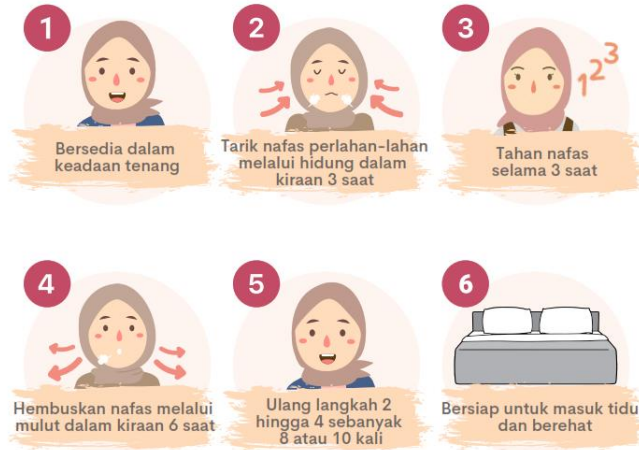 1
Bersedia dalam
keadaan tenang
2
Tarik nafas perlahan-lahan
melalui hidung dalam
kiraan 3 saat
3
1 2 3
Tahan nafas
selama 3 saat
4
Hembuskan nafas melalui
mulut dalam kiraan 6 saat
5
Ulang langkah 2
hingga 4 sebanyak
8 atau 10 kali
6
Bersiap untuk masuk tidu
dan berehat